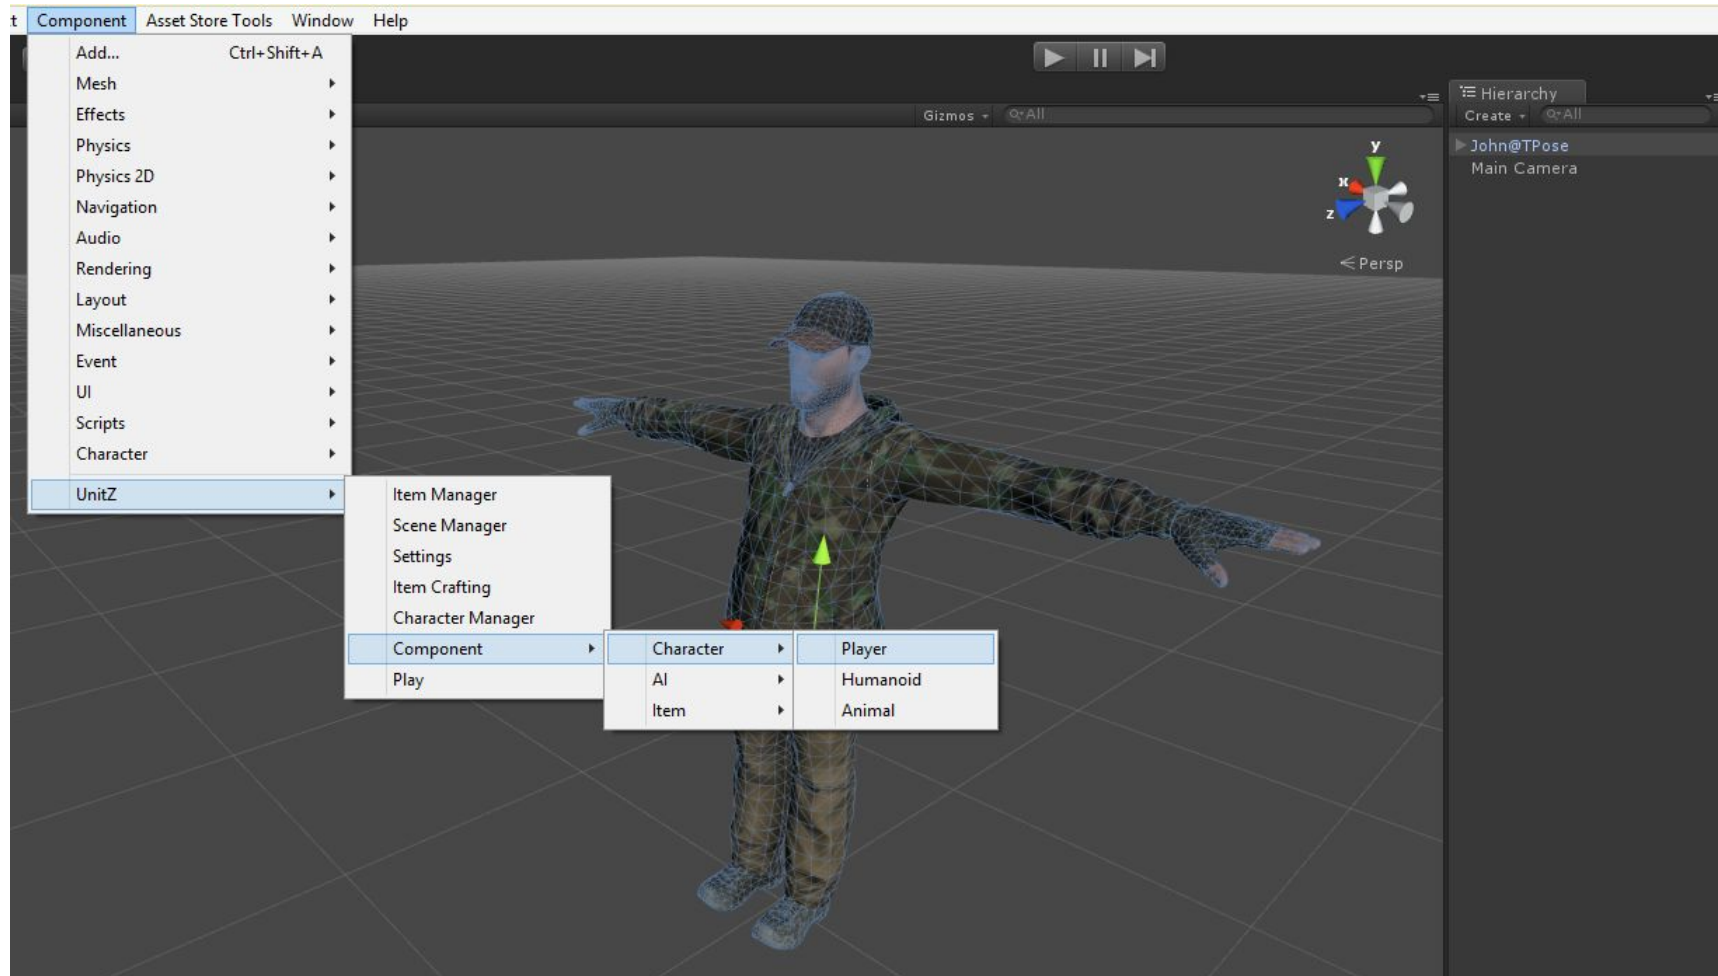 t Component Asset Store Tools Window Help
Add... Ctrl+Shift+A
Mesh
Effects
Physics
Physics 2D
Navigation
Audio
Rendering
Layout
Miscellaneous
Event
UI
Scripts
Character
UnitZ
Item Manager
Scene Manager
Settings
Item Crafting
Character Manager
Component
Play
Character
AI
Item
Player
Humanoid
Animal
Gizmos All
y
x
z
Persp
Hierarchy
Create All
John@TPose
Main Camera